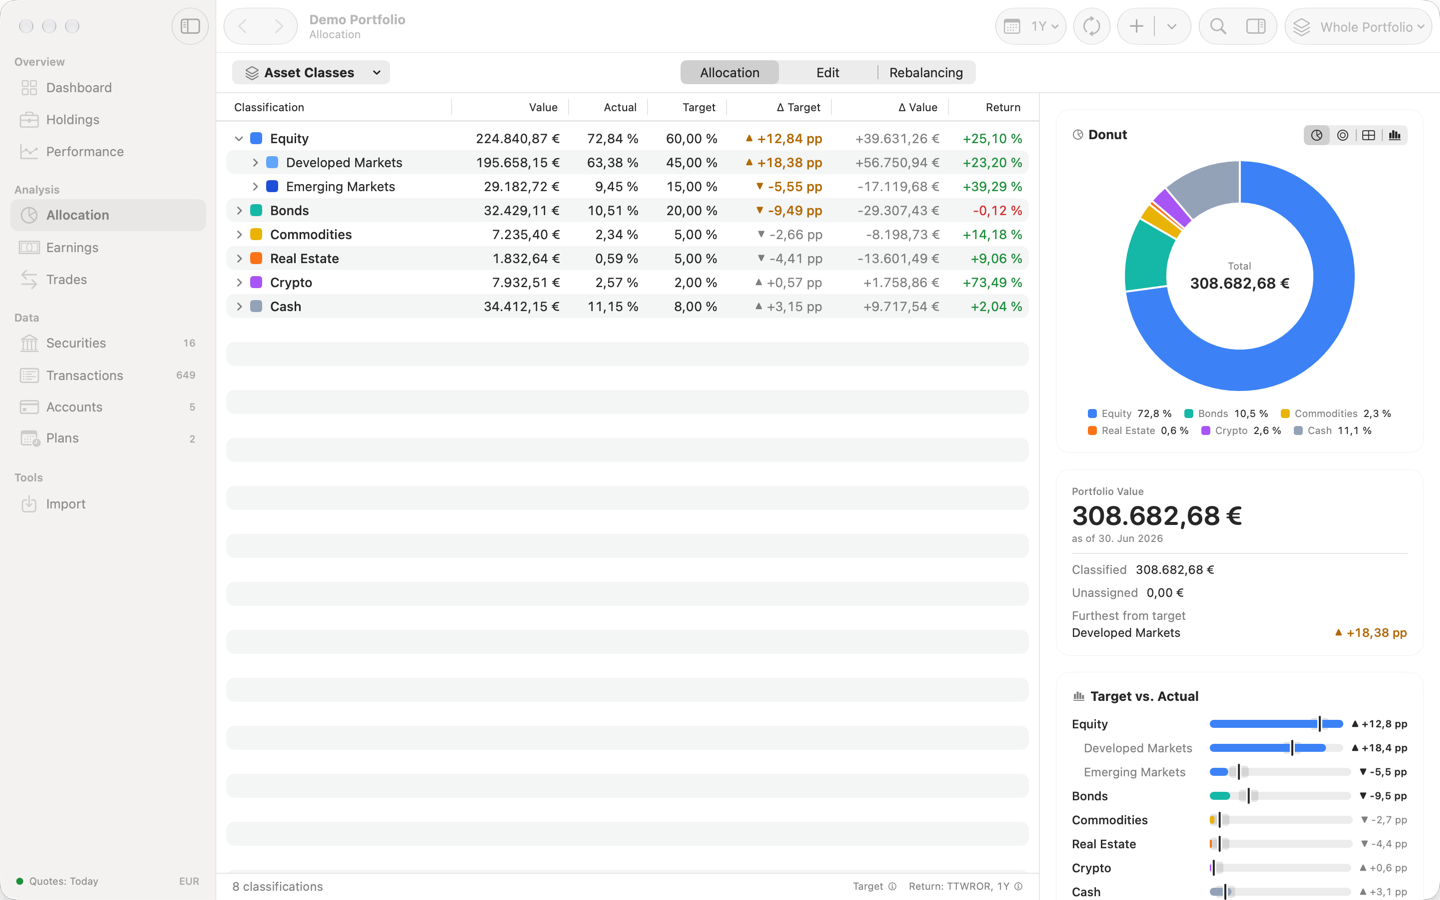 Overview
Dashboard
Holdings
Performance
Analysis
Allocation
Earnings
Trades
Data
Securities 16
Transactions 649
Accounts 5
Plans 2
Tools
Import
Quotes: Today EUR
Demo Portfolio
Allocation
1Y
Whole Portfolio
Asset Classes
Allocation Edit Rebalancing
Classification Value Actual Target Δ Target Δ Value Return
Equity 224.840,87 € 72,84 % 60,00 % ▲ +12,84 pp +39.631,26 € +25,10 %
Developed Markets 195.658,15 € 63,38 % 45,00 % ▲ +18,38 pp +56.750,94 € +23,20 %
Emerging Markets 29.182,72 € 9,45 % 15,00 % ▼ -5,55 pp -17.119,68 € +39,29 %
Bonds 32.429,11 € 10,51 % 20,00 % ▼ -9,49 pp -29.307,43 € -0,12 %
Commodities 7.235,40 € 2,34 % 5,00 % ▼ -2,66 pp -8.198,73 € +14,18 %
Real Estate 1.832,64 € 0,59 % 5,00 % ▼ -4,41 pp -13.601,49 € +9,06 %
Crypto 7.932,51 € 2,57 % 2,00 % ▲ +0,57 pp +1.758,86 € +73,49 %
Cash 34.412,15 € 11,15 % 8,00 % ▲ +3,15 pp +9.717,54 € +2,04 %
8 classifications
Target Return: TTWROR, 1Y
Donut
Total
308.682,68 €
Equity 72,8 % Bonds 10,5 % Commodities 2,3 %
Real Estate 0,6 % Crypto 2,6 % Cash 11,1 %
Portfolio Value
308.682,68 €
as of 30. Jun 2026
Classified 308.682,68 €
Unassigned 0,00 €
Furthest from target
Developed Markets ▲ +18,38 pp
Target vs. Actual
Equity ▲ +12,8 pp
Developed Markets ▲ +18,4 pp
Emerging Markets ▼ -5,5 pp
Bonds ▼ -9,5 pp
Commodities ▼ -2,7 pp
Real Estate ▼ -4,4 pp
Crypto ▲ +0,6 pp
Cash ▲ +3,1 pp